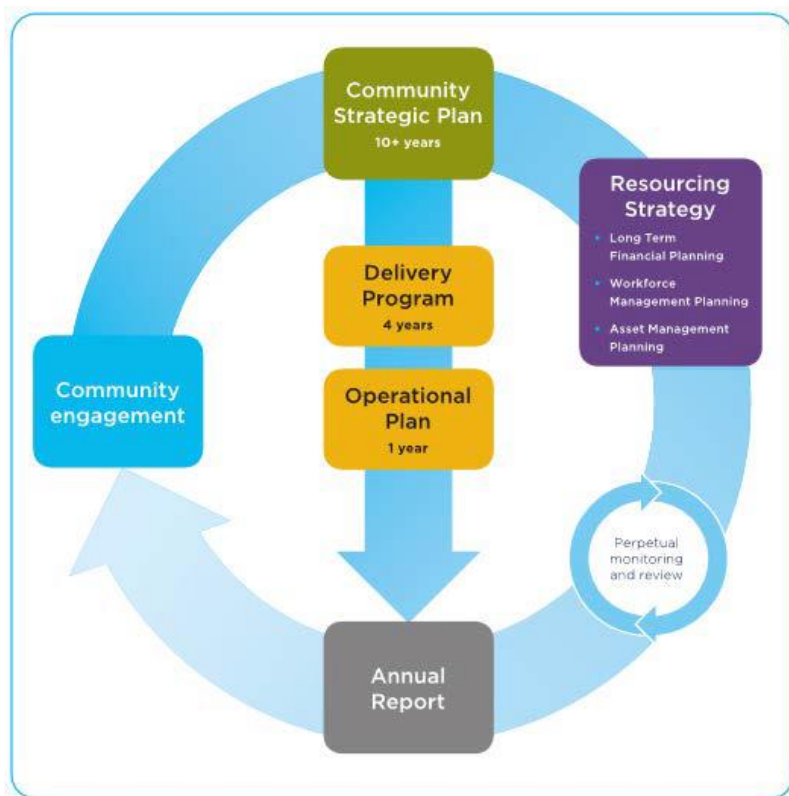 Community
Strategic Plan
10+ years
Resourcing
Strategy
• Long Term
Financial Planning
• Workforce
Management Planning
• Asset Management
Planning
Delivery
Program
4 years
Community
engagement
Operational
Plan
1 year
Perpetual
monitoring
and review
Annual
Report